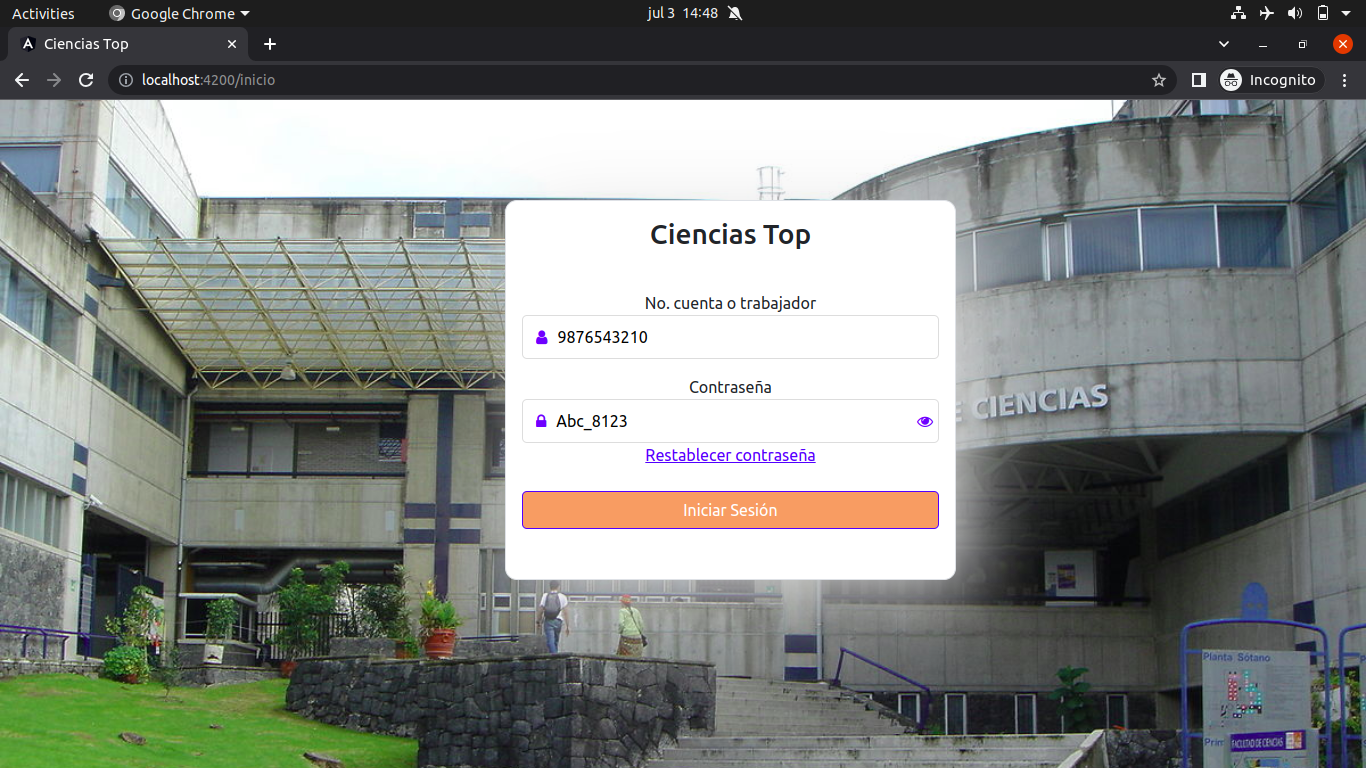 Activities
Google Chrome
jul 3 14:48
Ciencias Top
localhost:4200/inicio
Incognito
Ciencias Top
No. cuenta o trabajador
9876543210
Contraseña
Abc_8123
Restablecer contraseña
Iniciar Sesión
E CIENCIAS
Planta Sótano
FACULTAD DE CIENCIAS